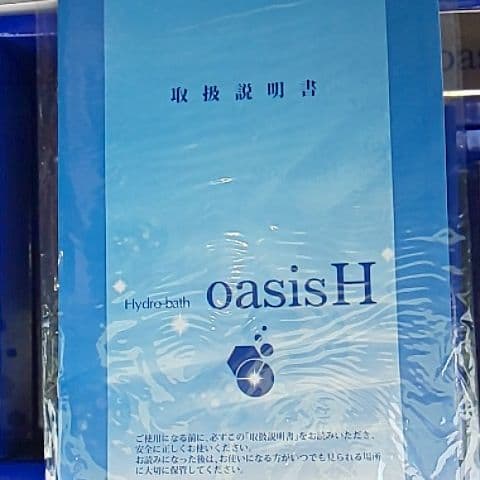 取扱説明書
Hydro-bath oasisH
ご使用になる前に、必ずこの「取扱説明書」をお読みいただき、
安全に正しくお使いください。
お読みになった後は、お使いになる方がいつでも見られる場所
に大切に保管してください。
oas